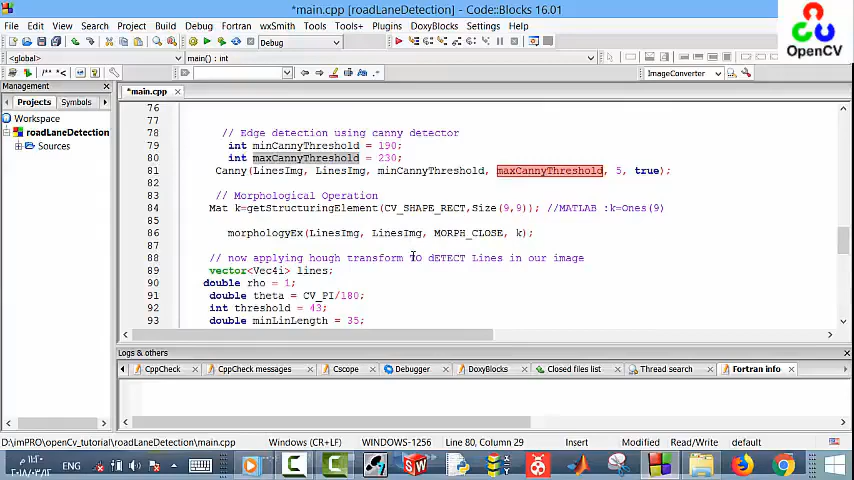 *main.cpp [roadLaneDetection] - Code::Blocks 16.01
File Edit View Search Project Build Debug Fortran wxSmith Tools Tools+ Plugins DoxyBlocks Settings Help
OpenCV
Debug
<global> main() : int
/** *< ImageConverter
Management
Projects Symbols
Workspace
roadLaneDetection
Sources
*main.cpp
76
77
78 // Edge detection using canny detector
79 int minCannyThreshold = 190;
80 int maxCannyThreshold = 230;
81 Canny(LinesImg, LinesImg, minCannyThreshold, maxCannyThreshold, 5, true);
82
83 // Morphological Operation
84 Mat k=getStructuringElement(CV_SHAPE_RECT,Size(9,9)); //MATLAB :k=Ones(9)
85
86 morphologyEx(LinesImg, LinesImg, MORPH_CLOSE, k);
87
88 // now applying hough transform TO dETECT Lines in our image
89 vector<Vec4i> lines;
90 double rho = 1;
91 double theta = CV_PI/180;
92 int threshold = 43;
93 double minLinLength = 35;
Logs & others
CppCheck CppCheck messages Cscope Debugger DoxyBlocks Closed files list Thread search Fortran info
D:\imPRO\openCv_tutorial\roadLaneDetection\main.cpp Windows (CR+LF) WINDOWS-1256 Line 80, Column 29 Insert Modified Read/Write default
ENG